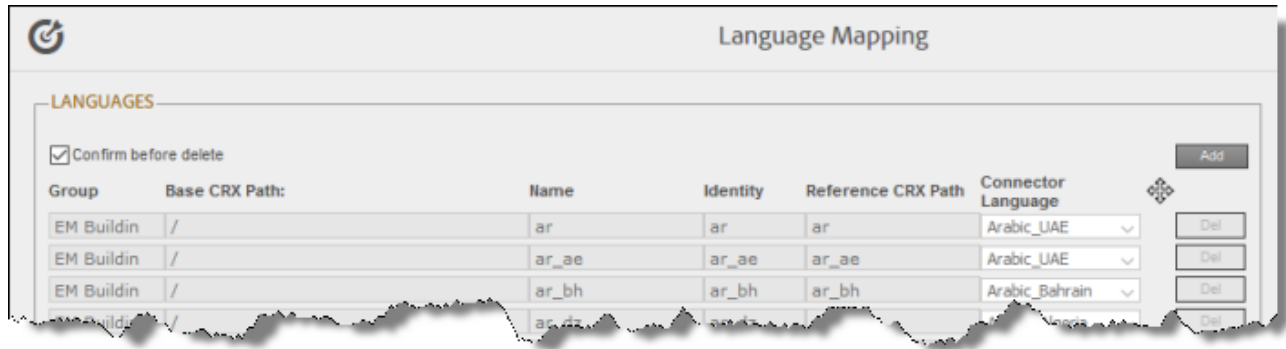 Language Mapping
LANGUAGES
Confirm before delete
Add
Group Base CRX Path: Name Identity Reference CRX Path Connector Language
EM Buildin / ar ar ar Arabic_UAE Del
EM Buildin / ar_ae ar_ae ar_ae Arabic_UAE Del
EM Buildin / ar_bh ar_bh ar_bh Arabic_Bahrain Del
/ ar_dz Del